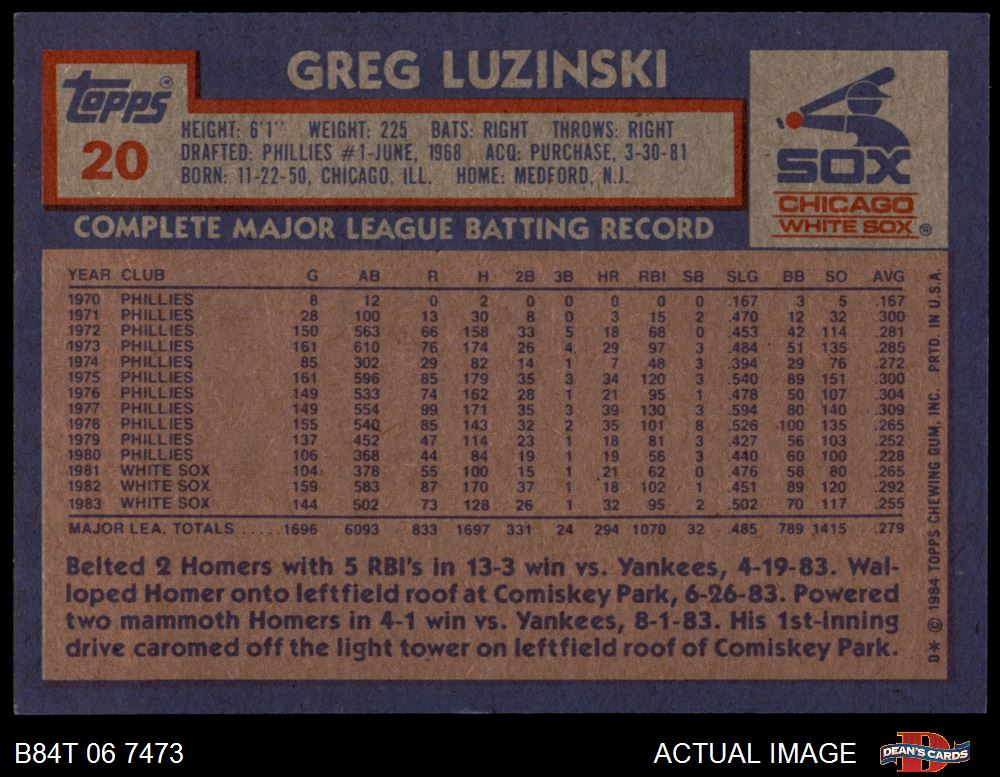 GREG LUZINSKI
Topps®
20
HEIGHT: 6'1" WEIGHT: 225 BATS: RIGHT THROWS: RIGHT
DRAFTED: PHILLIES #1-JUNE, 1968 ACQ: PURCHASE, 3-30-81
BORN: 11-22-50, CHICAGO, ILL. HOME: MEDFORD, N.J.
SOX
CHICAGO
WHITE SOX®
COMPLETE MAJOR LEAGUE BATTING RECORD
YEAR CLUB G AB R H 2B 3B HR RBI SB SLG BB SO AVG
1970 PHILLIES 8 12 0 2 0 0 0 0 0 .167 3 5 .167
1971 PHILLIES 28 100 13 30 8 0 3 15 2 .470 12 32 .300
1972 PHILLIES 150 563 66 158 33 5 18 68 0 .453 42 114 .281
1973 PHILLIES 161 610 76 174 26 4 29 97 3 .484 51 135 .285
1974 PHILLIES 85 302 29 82 14 1 7 48 3 .394 29 76 .272
1975 PHILLIES 161 596 85 179 35 3 34 120 3 .540 89 151 .300
1976 PHILLIES 149 533 74 162 28 1 21 95 1 .478 50 107 .304
1977 PHILLIES 149 554 99 171 35 3 39 130 3 .594 80 140 .309
1978 PHILLIES 155 540 85 143 32 2 35 101 8 .526 100 135 .265
1979 PHILLIES 137 452 47 114 23 1 18 81 3 .427 56 103 .252
1980 PHILLIES 106 368 44 84 19 1 19 56 3 .440 60 100 .228
1981 WHITE SOX 104 378 55 100 15 1 21 62 0 .476 58 80 .265
1982 WHITE SOX 159 583 87 170 37 1 18 102 1 .451 89 120 .292
1983 WHITE SOX 144 502 73 128 26 1 32 95 2 .502 70 117 .255
MAJOR LEA. TOTALS .....1696 6093 833 1697 331 24 294 1070 32 .485 789 1415 .279
Belted 2 Homers with 5 RBI's in 13-3 win vs. Yankees, 4-19-83. Wal-
loped Homer onto leftfield roof at Comiskey Park, 6-26-83. Powered
two mammoth Homers in 4-1 win vs. Yankees, 8-1-83. His 1st-inning
drive caromed off the light tower on leftfield roof of Comiskey Park.
D* © 1984 TOPPS CHEWING GUM, INC. PRTD. IN U.S.A.
B84T 06 7473
ACTUAL IMAGE
DEAN'S CARDS